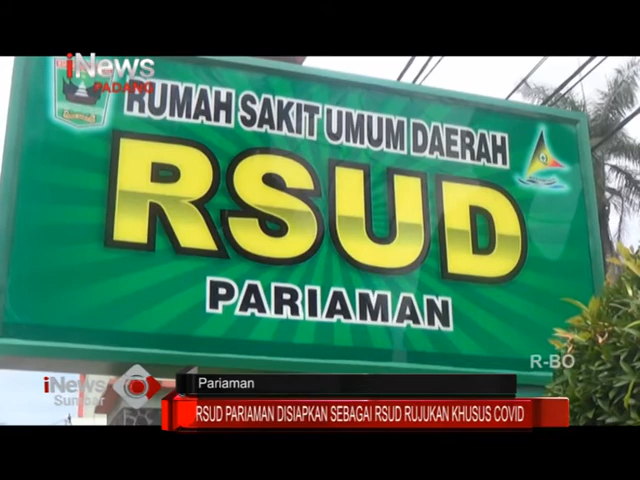 iNews
PADANG
RUMAH SAKIT UMUM DAERAH
RSUD
PARIAMAN
R-BO
iNews
Sumbar
Pariaman
RSUD PARIAMAN DISIAPKAN SEBAGAI RSUD RUJUKAN KHUSUS COVID